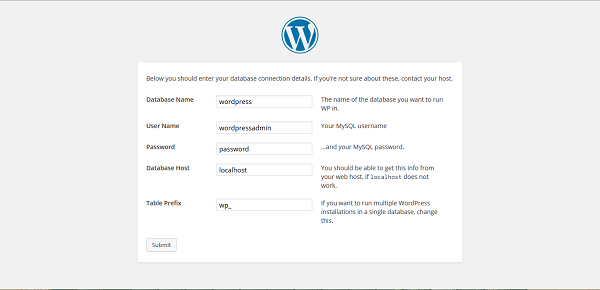 Below you should enter your database connection details. If you're not sure about these, contact your host.
Database Name
wordpress
The name of the database you want to run
WP in.
User Name
wordpressadmin
Your MySQL username
Password
password
...and your MySQL password.
Database Host
localhost
You should be able to get this info from
your web host, if localhost does not
work.
Table Prefix
wp_
If you want to run multiple WordPress
installations in a single database, change
this.
Submit